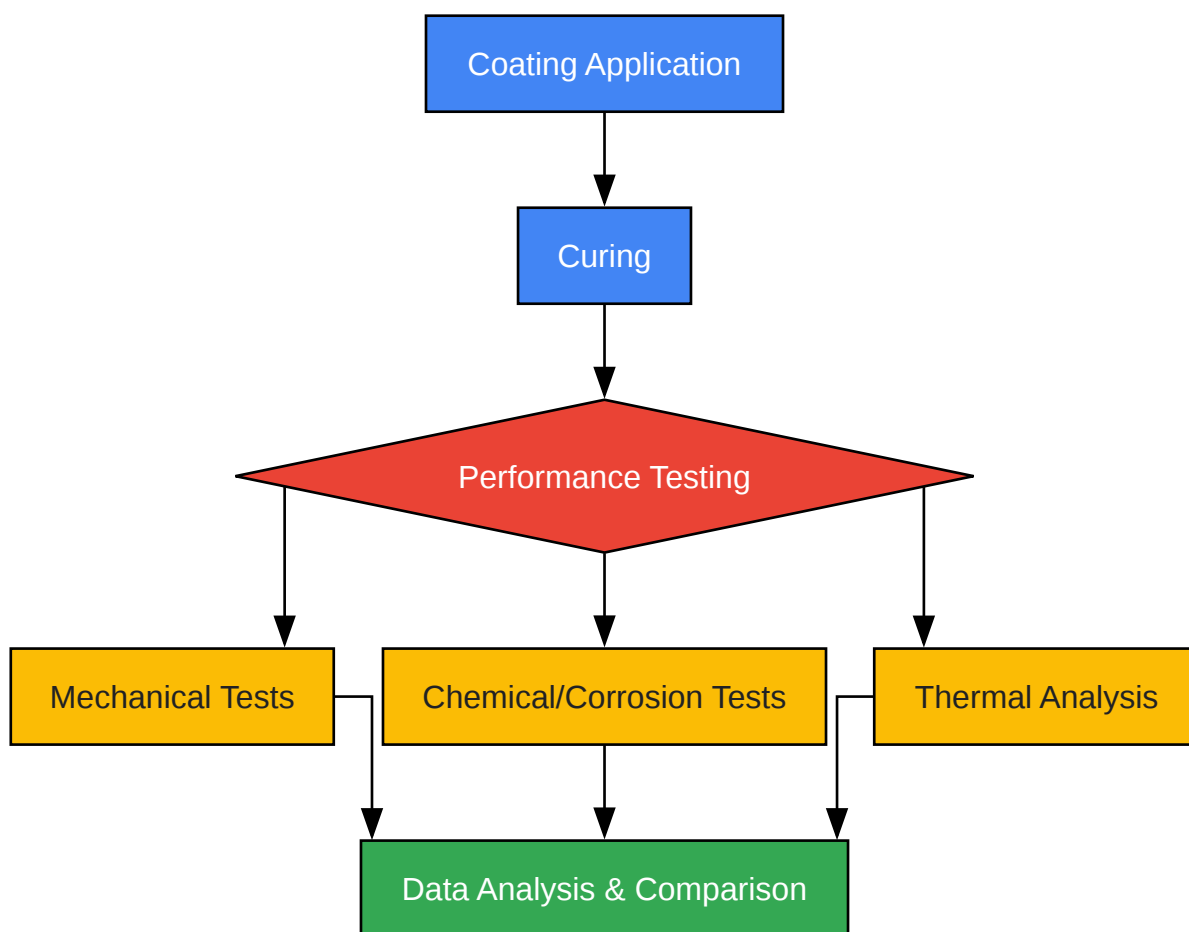 Coating Application
Curing
Performance Testing
Mechanical Tests
Chemical/Corrosion Tests
Thermal Analysis
Data Analysis & Comparison